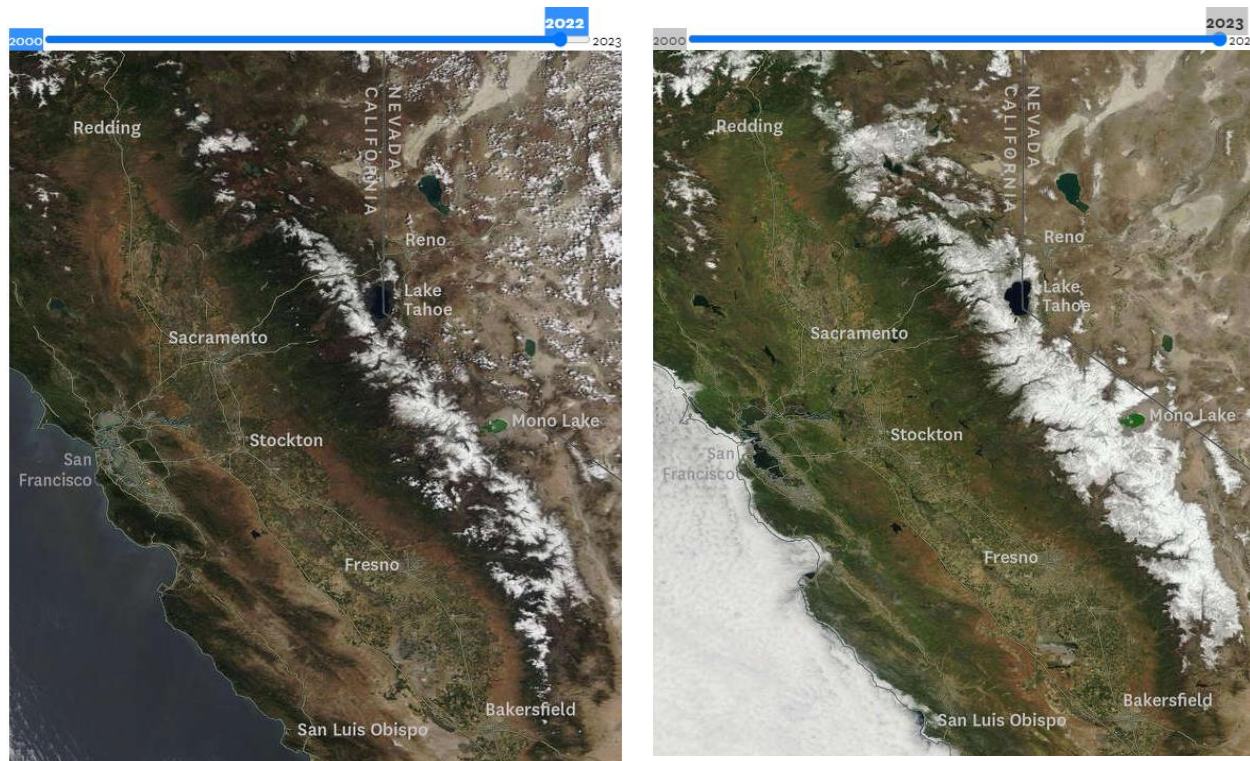 2022
2000
2023
NEVADA
CALIFORNIA
Redding
Reno
Lake
Tahoe
Sacramento
Mono Lake
Stockton
San
Francisco
Fresno
Bakersfield
San Luis Obispo
2023
2000
202
NEVADA
CALIFORNIA
Redding
Reno
Lake
Tahoe
Sacramento
Mono Lake
Stockton
San
Francisco
Fresno
Bakersfield
San Luis Obispo